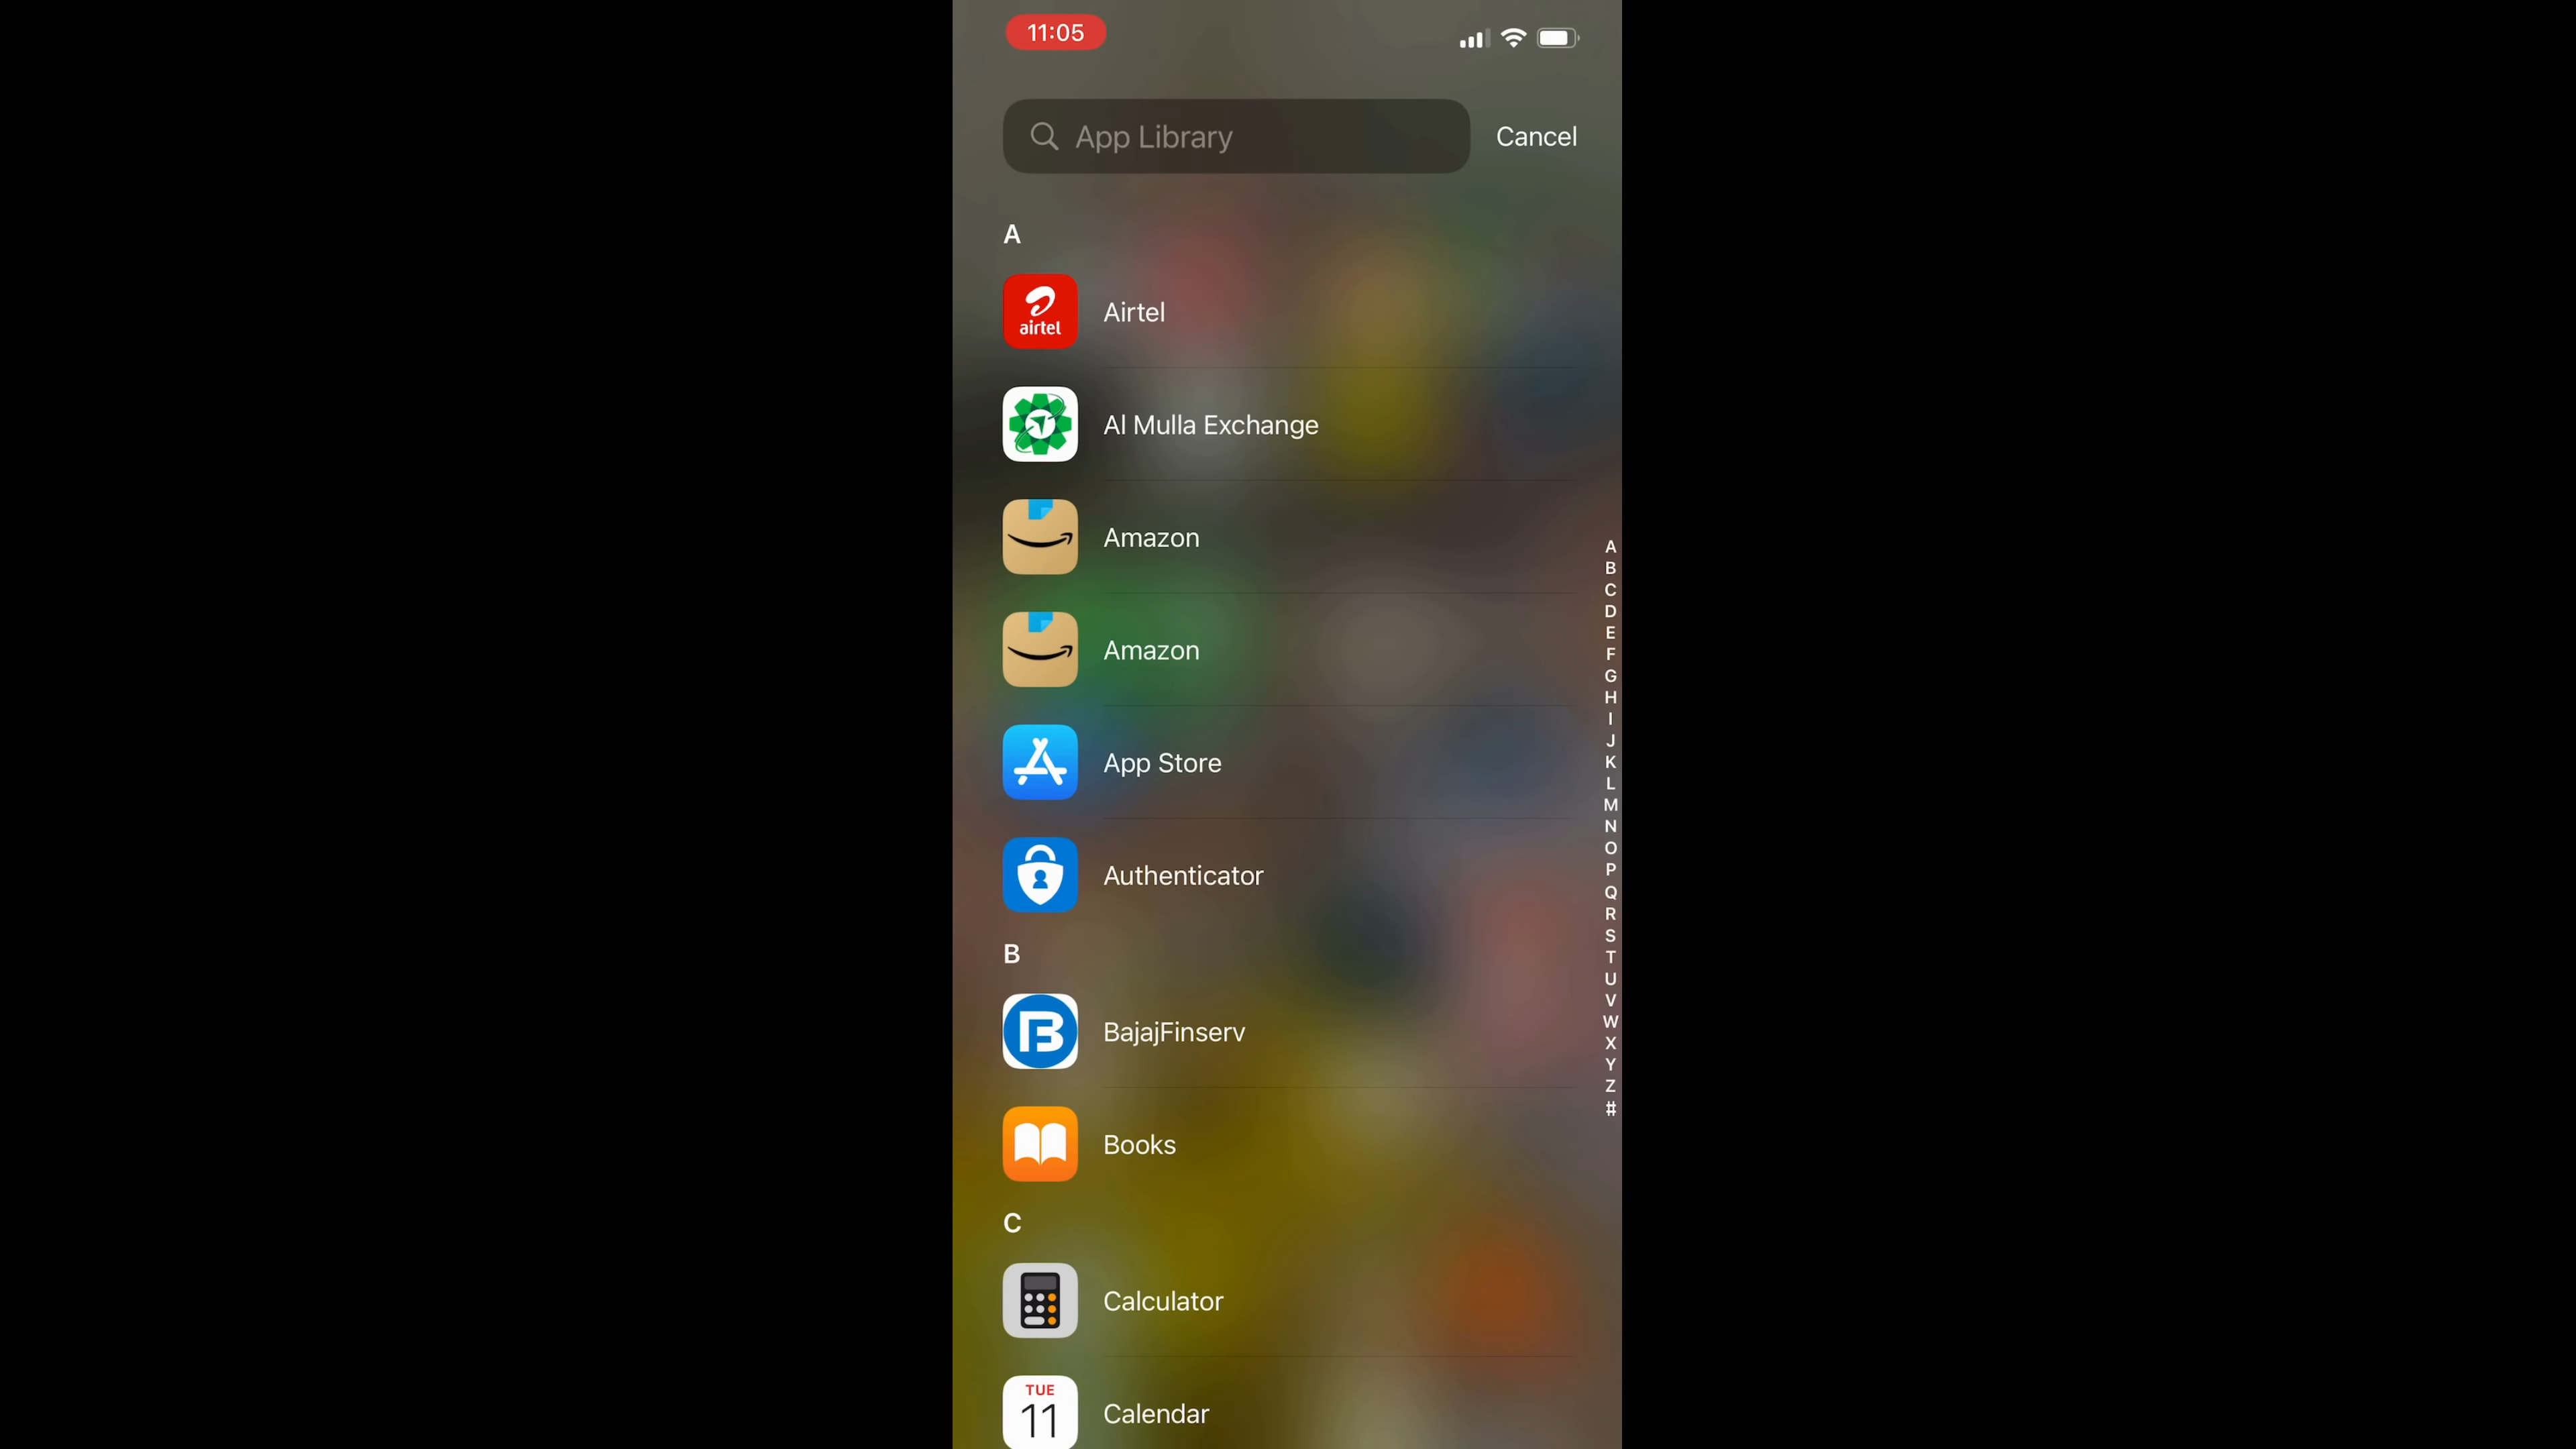 11:05
App Library
Cancel
A
airtel
Airtel
Al Mulla Exchange
Amazon
Amazon
App Store
Authenticator
B
BajajFinserv
Books
C
Calculator
TUE
11
Calendar
A
B
C
D
E
F
G
H
I
J
K
L
M
N
O
P
Q
R
S
T
U
V
W
X
Y
Z
#